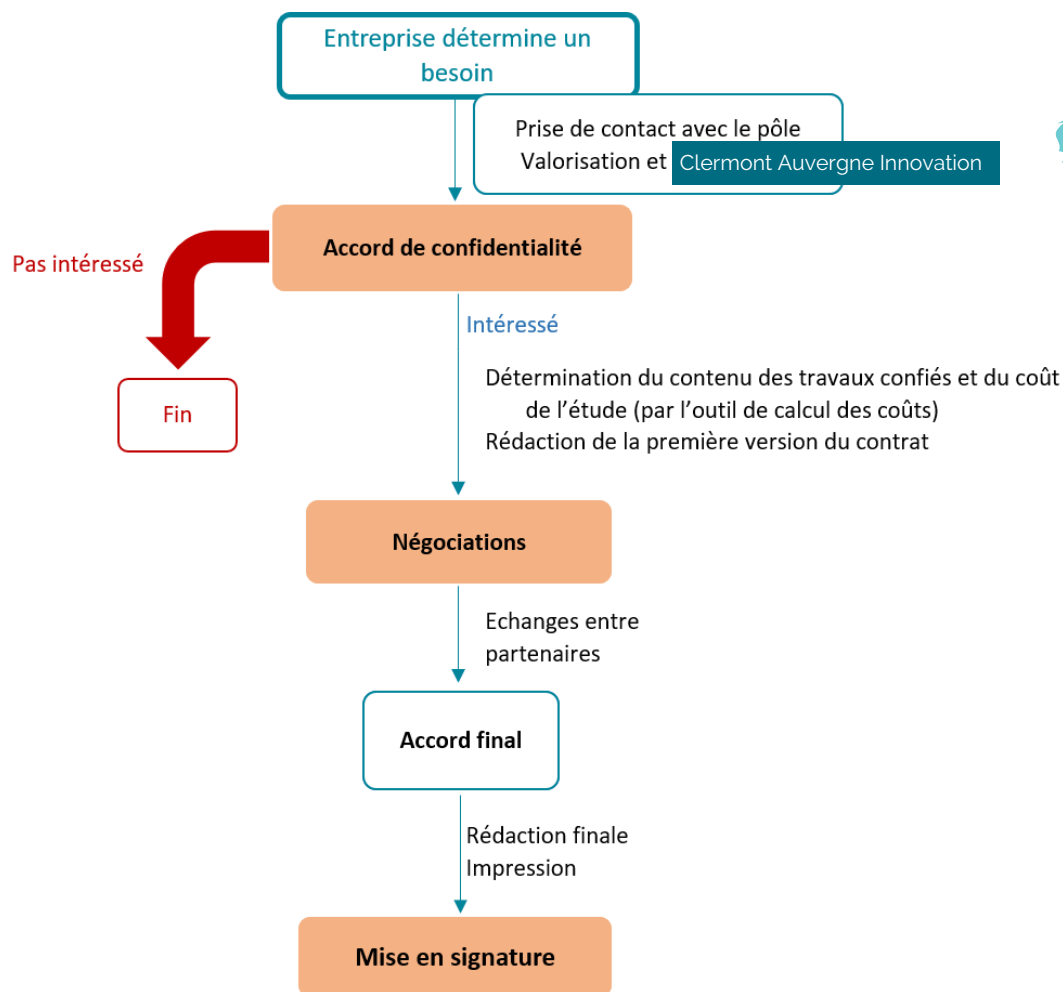 Entreprise détermine un
besoin
Prise de contact avec le pôle
Valorisation et Clermont Auvergne Innovation
Accord de confidentialité
Pas intéressé
Intéressé
Fin
Détermination du contenu des travaux confiés et du coût
de l'étude (par l'outil de calcul des coûts)
Rédaction de la première version du contrat
Négociations
Echanges entre
partenaires
Accord final
Rédaction finale
Impression
Mise en signature